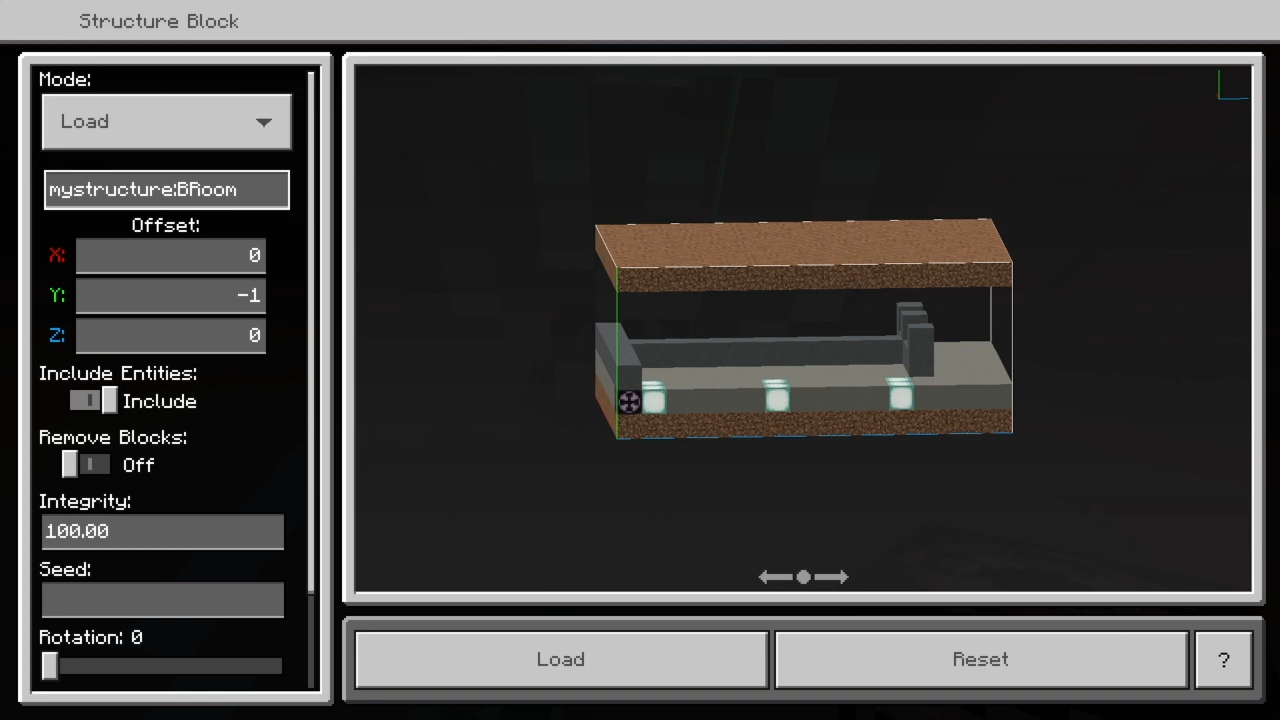 Structure Block
Mode:
Load
mystructure:BRoom
Offset:
X: 0
Y: -1
Z: 0
Include Entities:
Include
Remove Blocks:
Off
Integrity:
100.00
Seed:
Rotation: 0
Load
Reset
?